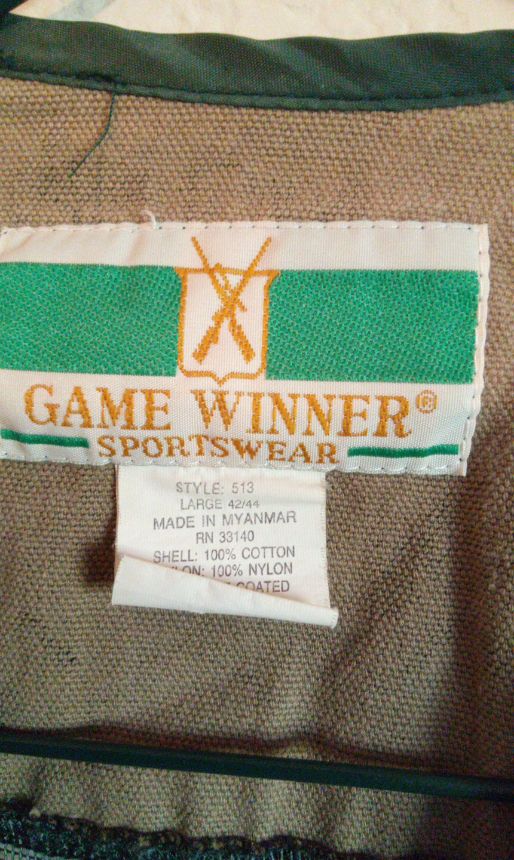 GAME WINNER®
SPORTSWEAR
STYLE: 513
LARGE 42/44
MADE IN MYANMAR
RN 33140
SHELL: 100% COTTON
100% NYLON
COATED